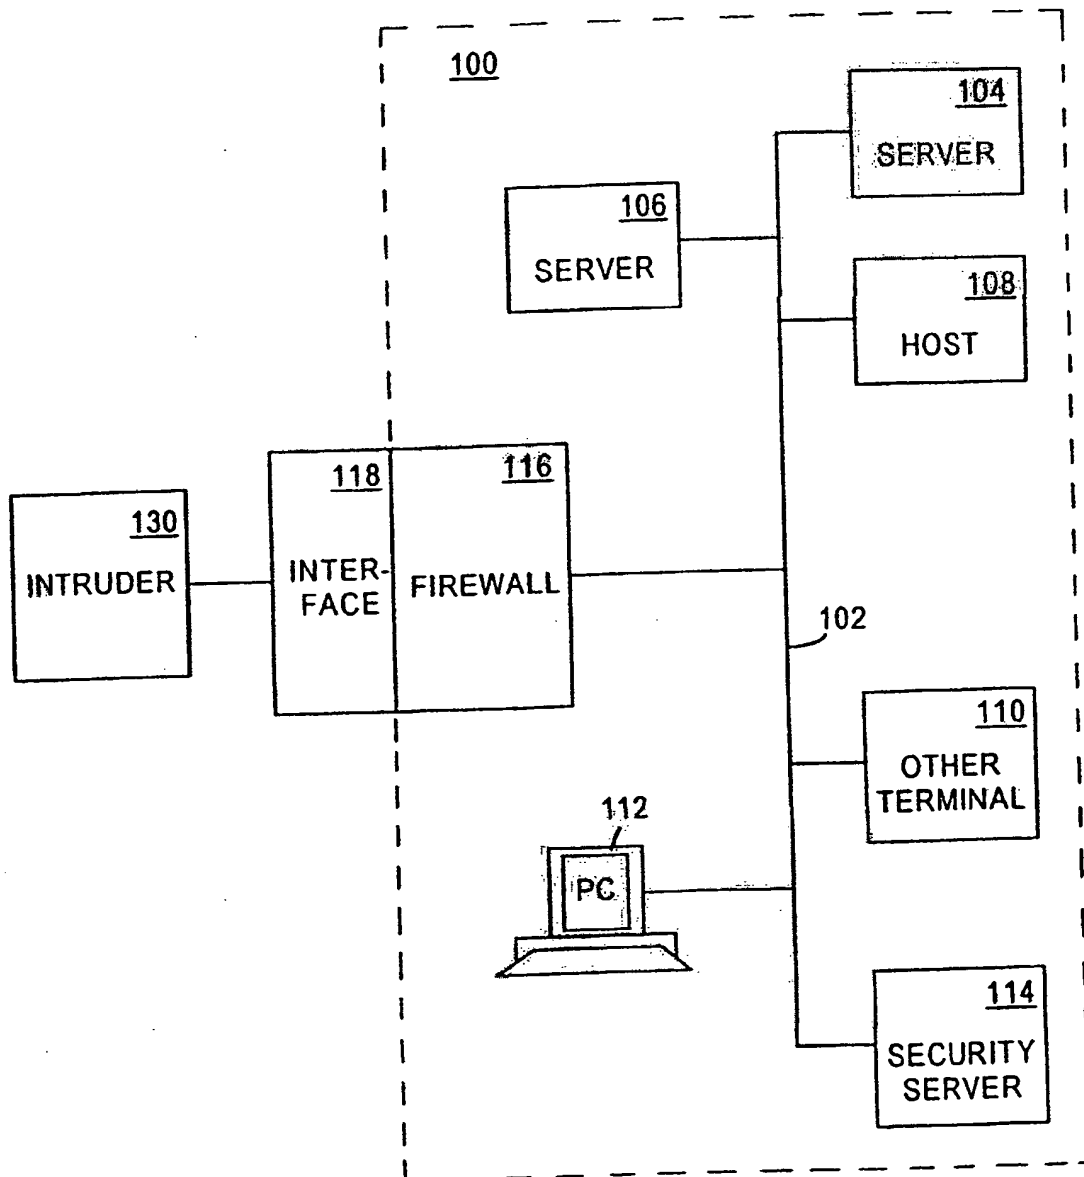 100
104
SERVER
106
SERVER
108
HOST
118
INTER-
FACE
116
FIREWALL
130
INTRUDER
102
110
OTHER
TERMINAL
112
PC
114
SECURITY
SERVER